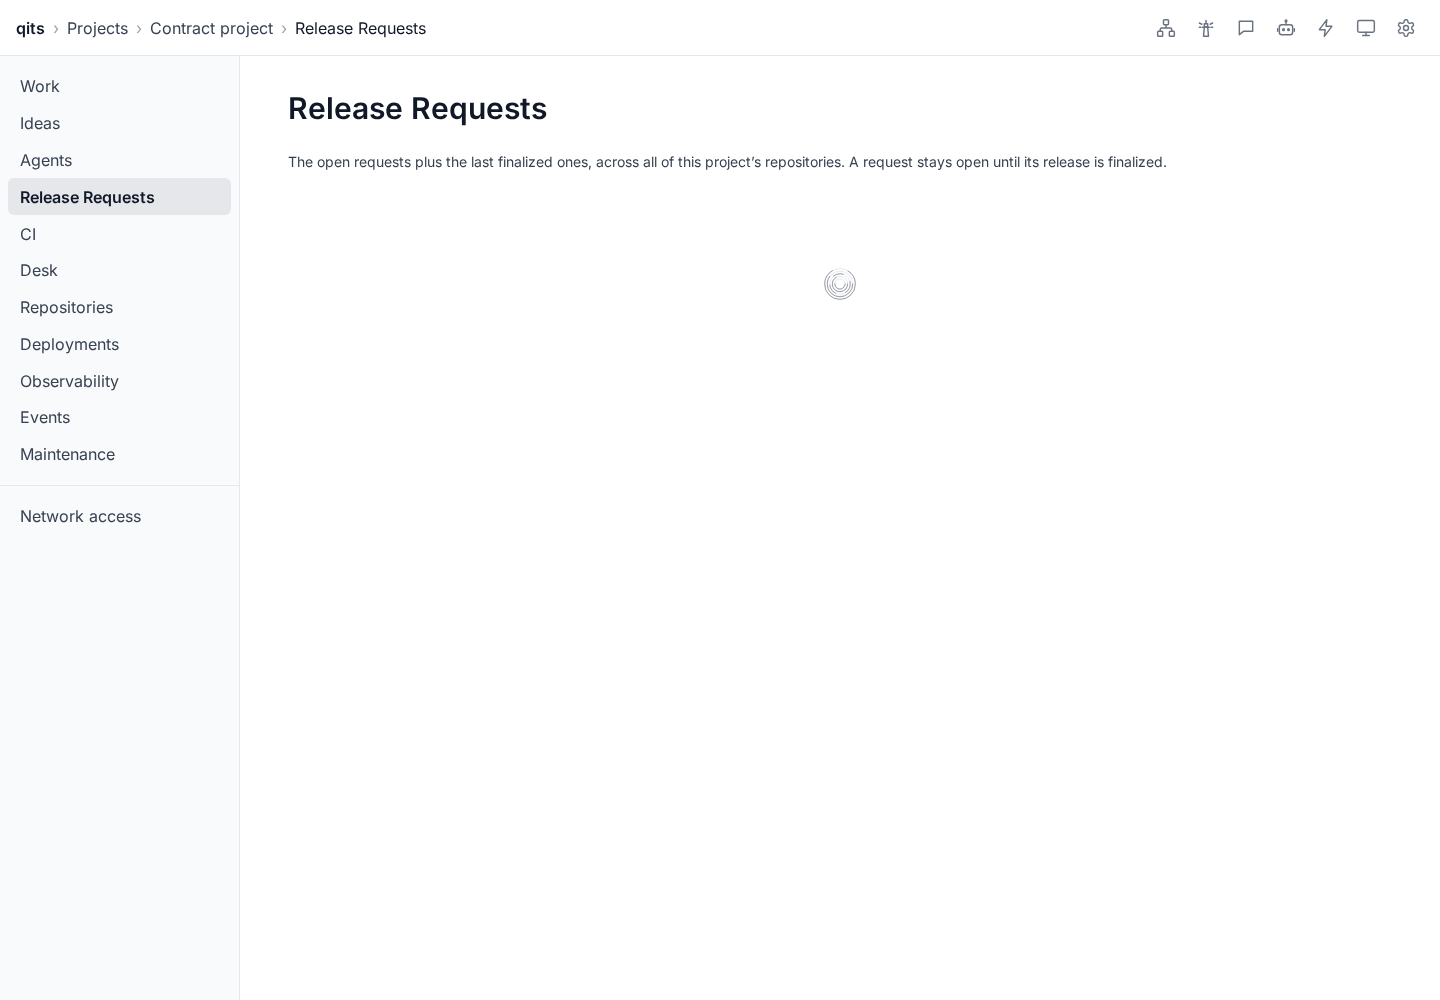 qits › Projects › Contract project › Release Requests
Work
Ideas
Agents
Release Requests
CI
Desk
Repositories
Deployments
Observability
Events
Maintenance
Network access
Release Requests
The open requests plus the last finalized ones, across all of this project’s repositories. A request stays open until its release is finalized.